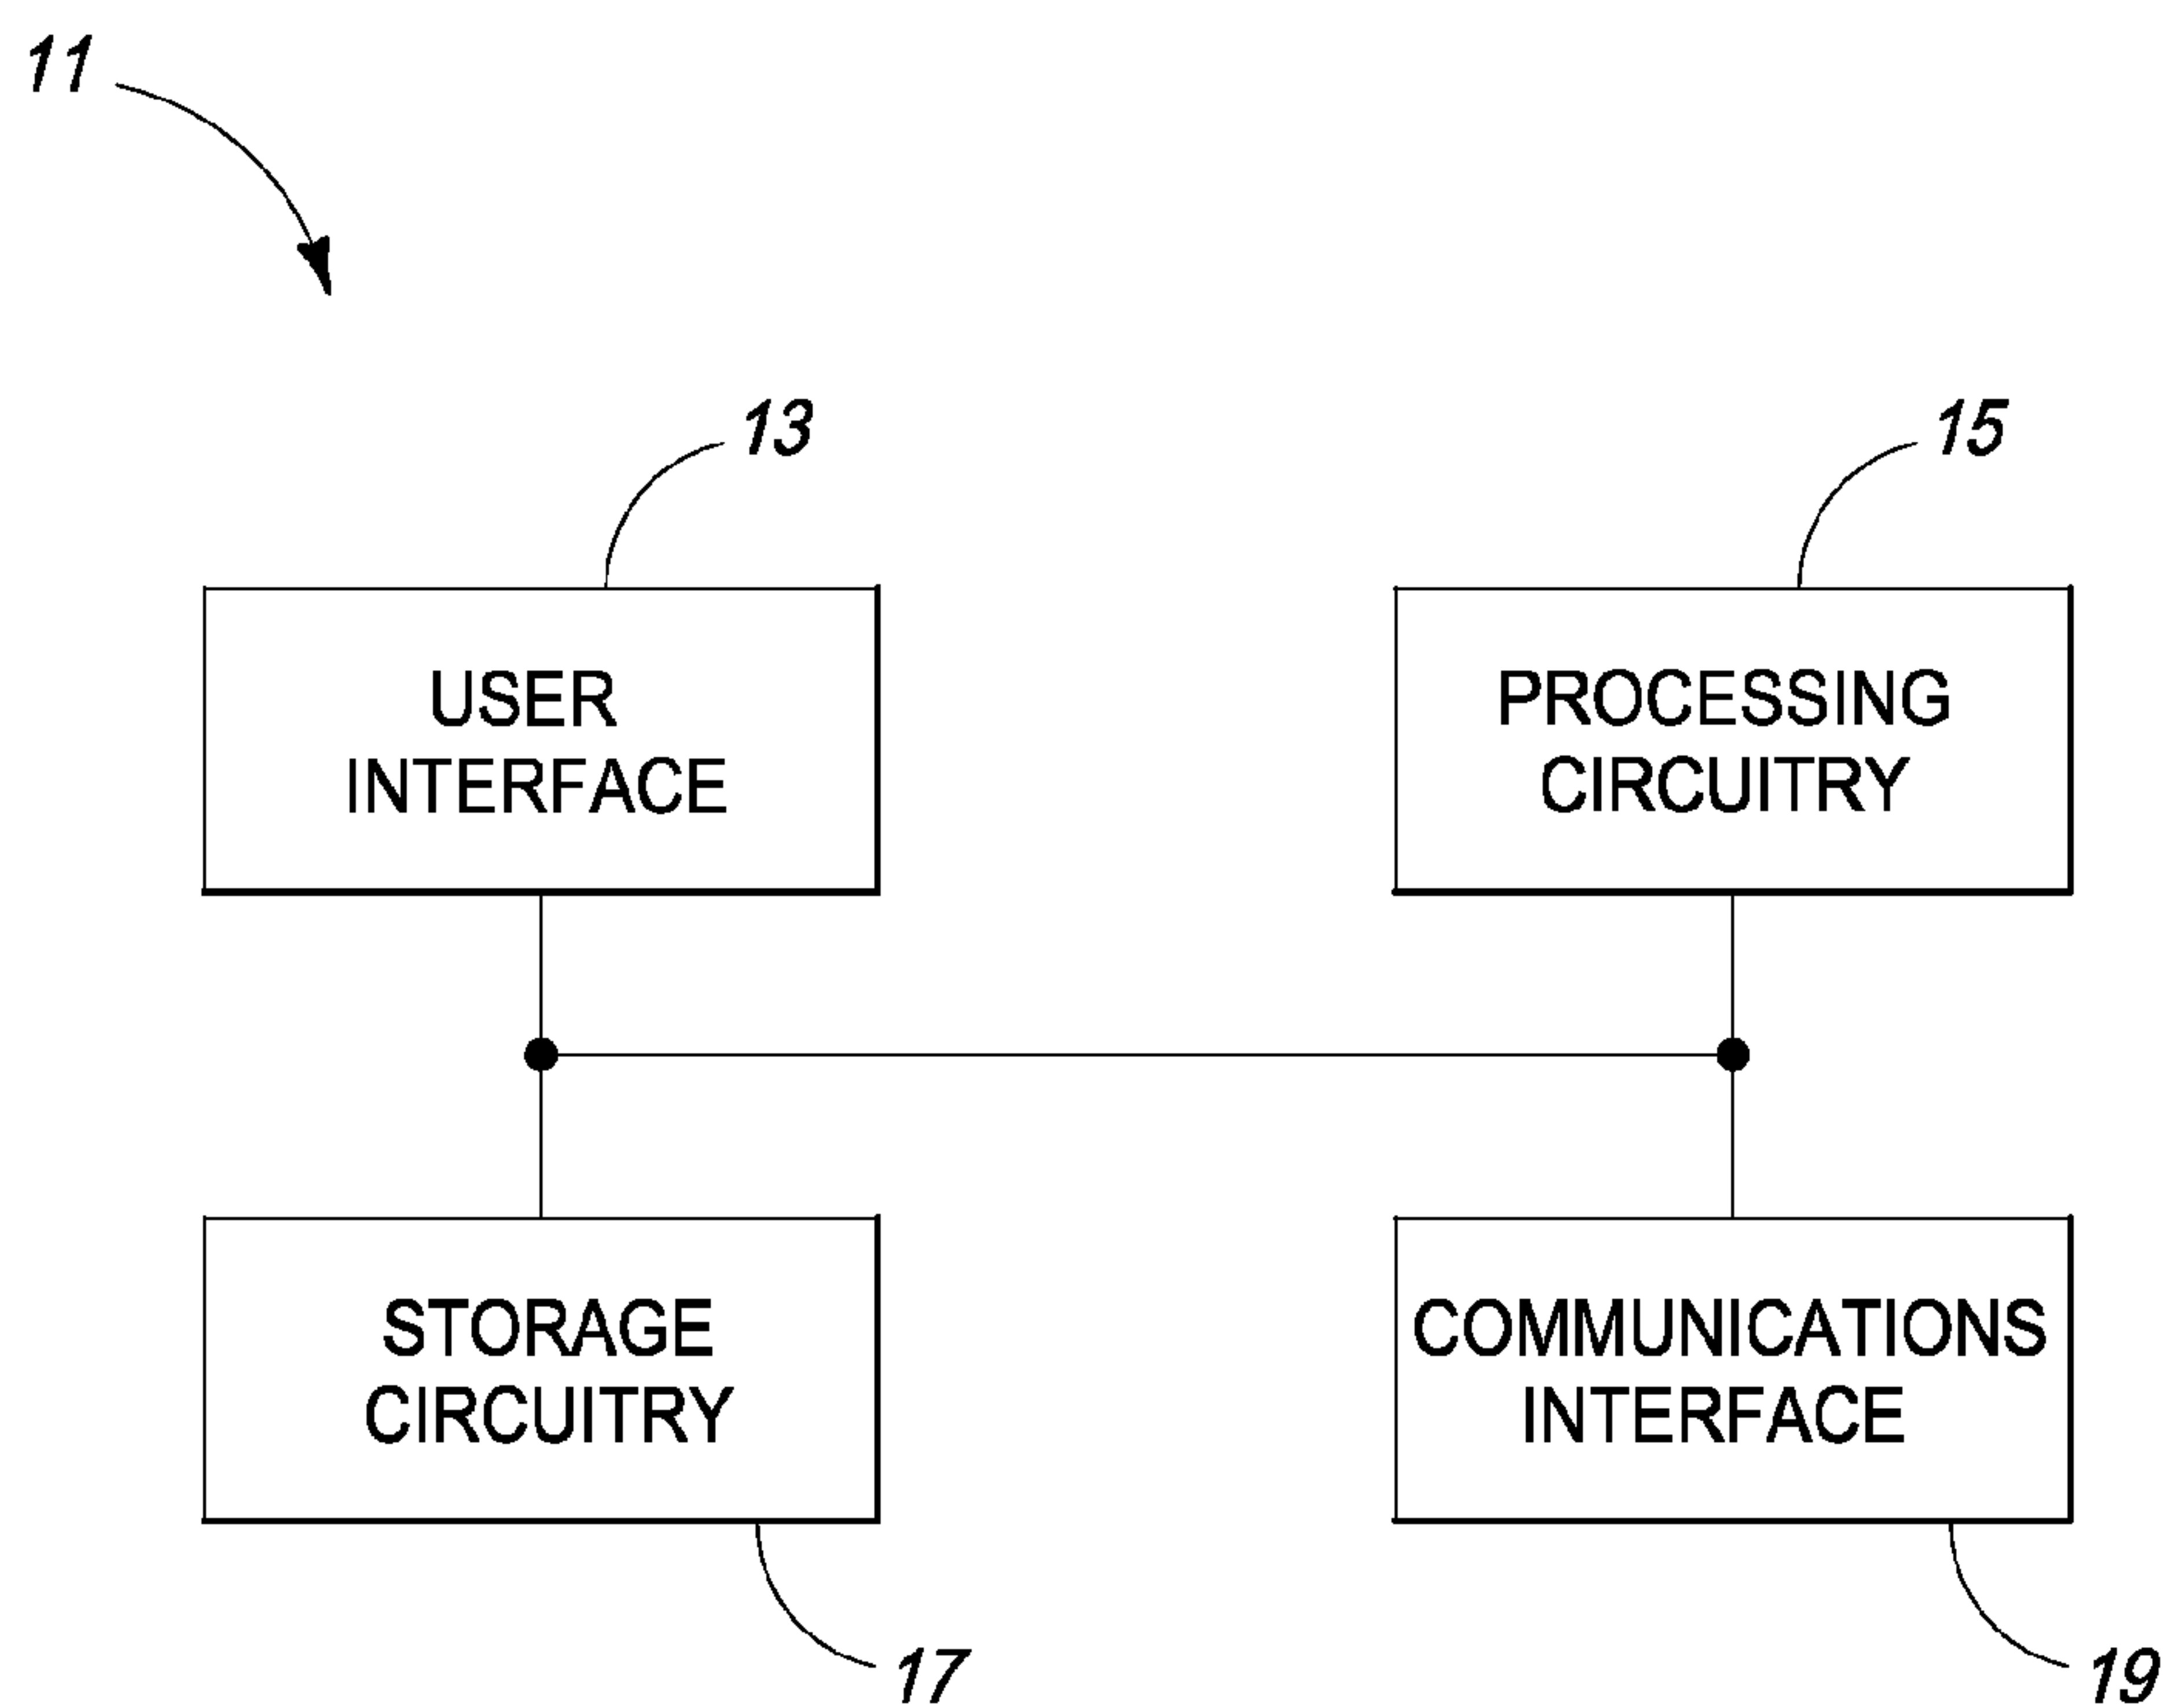 11
13
15
USER
INTERFACE
PROCESSING
CIRCUITRY
STORAGE
CIRCUITRY
COMMUNICATIONS
INTERFACE
17
19